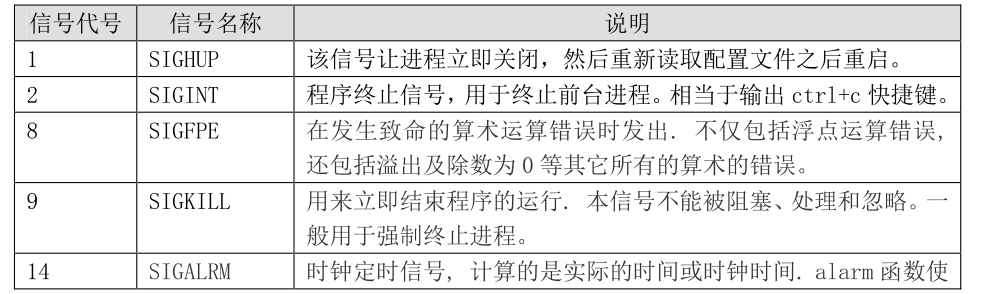 信号代号 信号名称 说明
1 SIGHUP 该信号让进程立即关闭，然后重新读取配置文件之后重启。
2 SIGINT 程序终止信号，用于终止前台进程。相当于输出 ctrl+c 快捷键。
8 SIGFPE 在发生致命的算术运算错误时发出. 不仅包括浮点运算错误,
还包括溢出及除数为 0 等其它所有的算术的错误。
9 SIGKILL 用来立即结束程序的运行. 本信号不能被阻塞、处理和忽略。一
般用于强制终止进程。
14 SIGALRM 时钟定时信号, 计算的是实际的时间或时钟时间. alarm 函数使